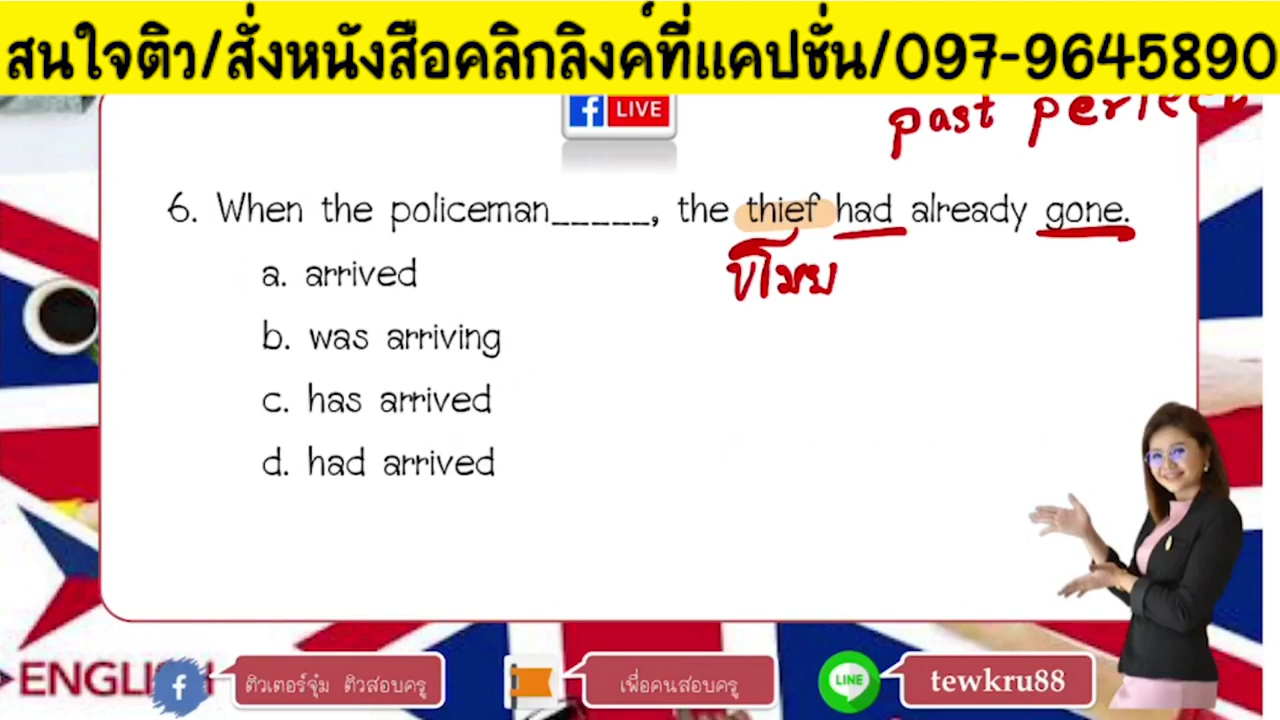 สนใจติว/สั่งหนังสือคลิกลิงค์ที่แคปชั่น/097-9645890
LIVE
past perfect
6. When the policeman_____, the thief had already gone.
ขโมย
a. arrived
b. was arriving
c. has arrived
d. had arrived
ENGLISH
ติวเตอร์จุ๋ม ติวสอบครู
เพื่อคนสอบครู
LINE
tewkru88